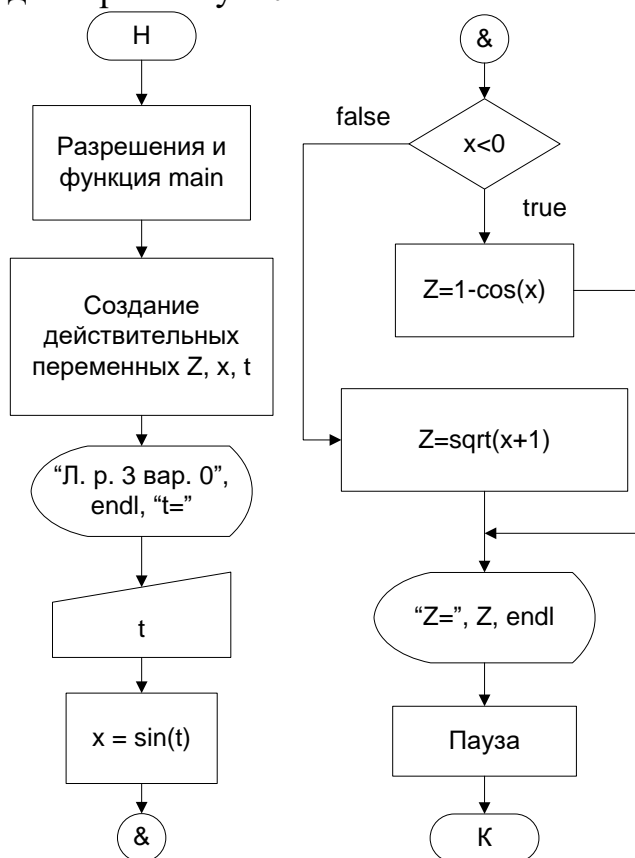 Н
Разрешения и
функция main
Создание
действительных
переменных Z, x, t
“Л. р. 3 вар. 0”,
endl, “t=”
t
x = sin(t)
&
&
x<0
false
true
Z=1-cos(x)
Z=sqrt(x+1)
“Z=”, Z, endl
Пауза
К